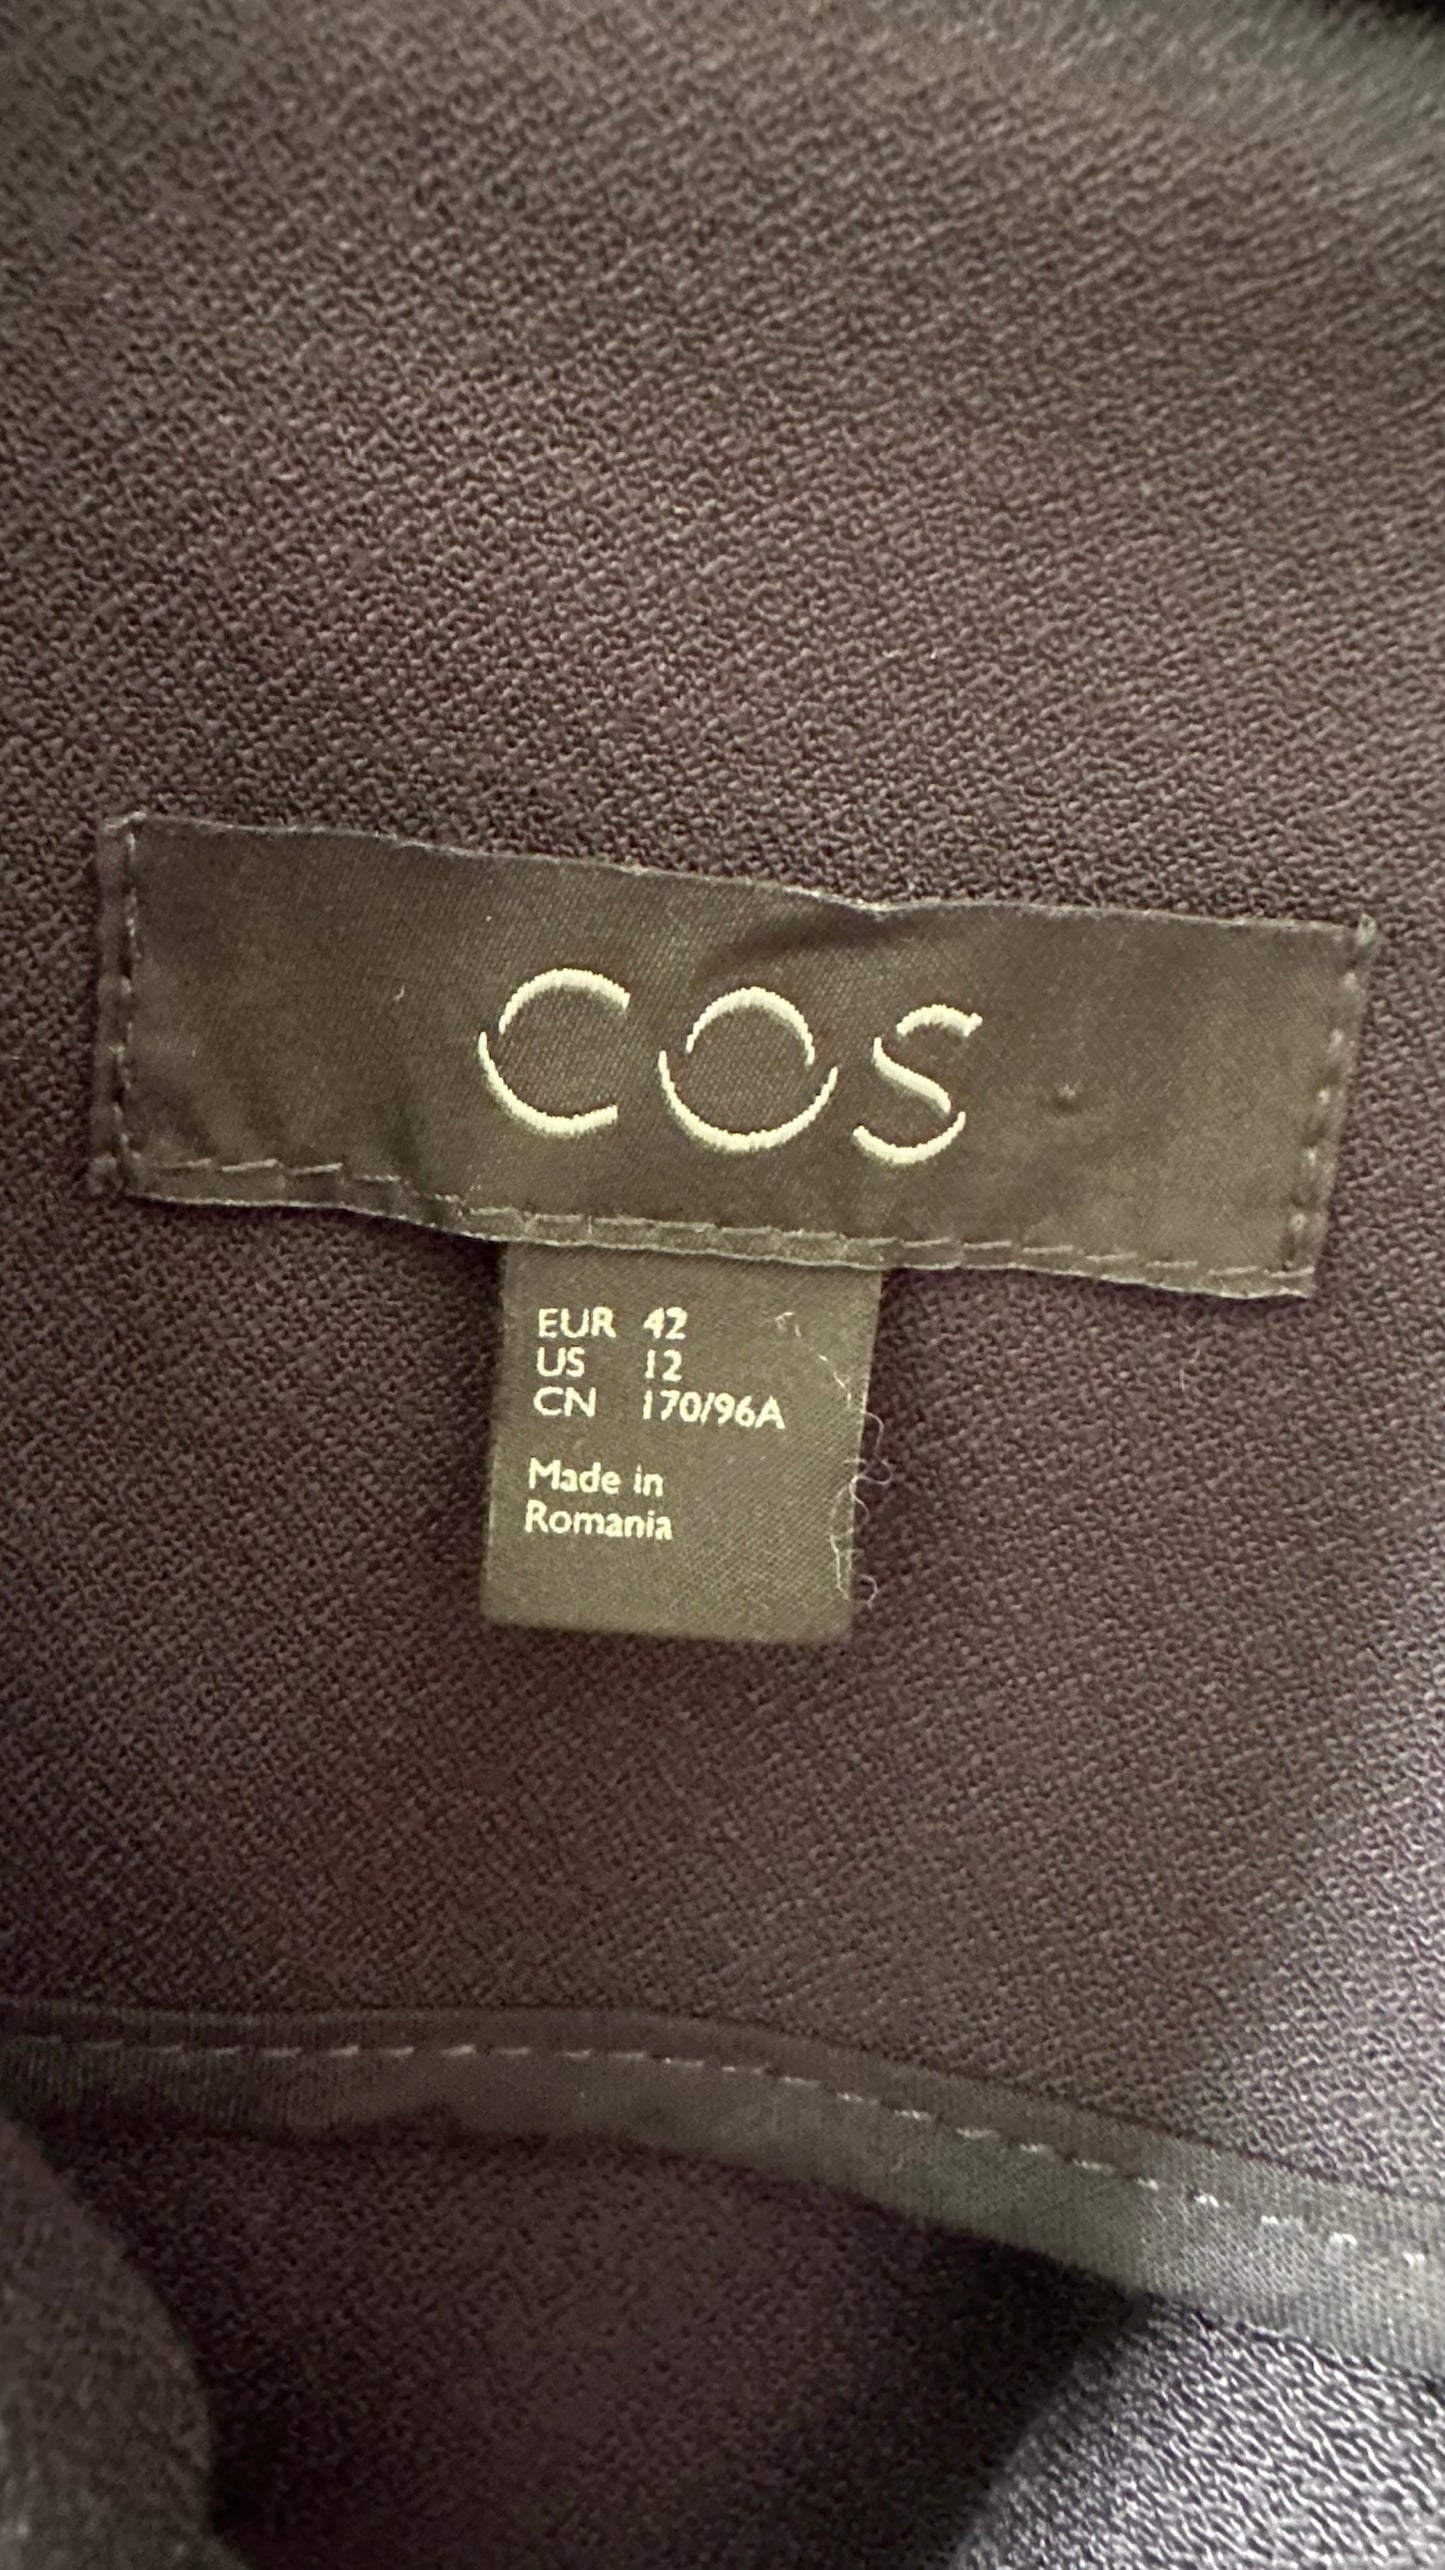 COS
EUR 42
US 12
CN 170/96A
Made in
Romania